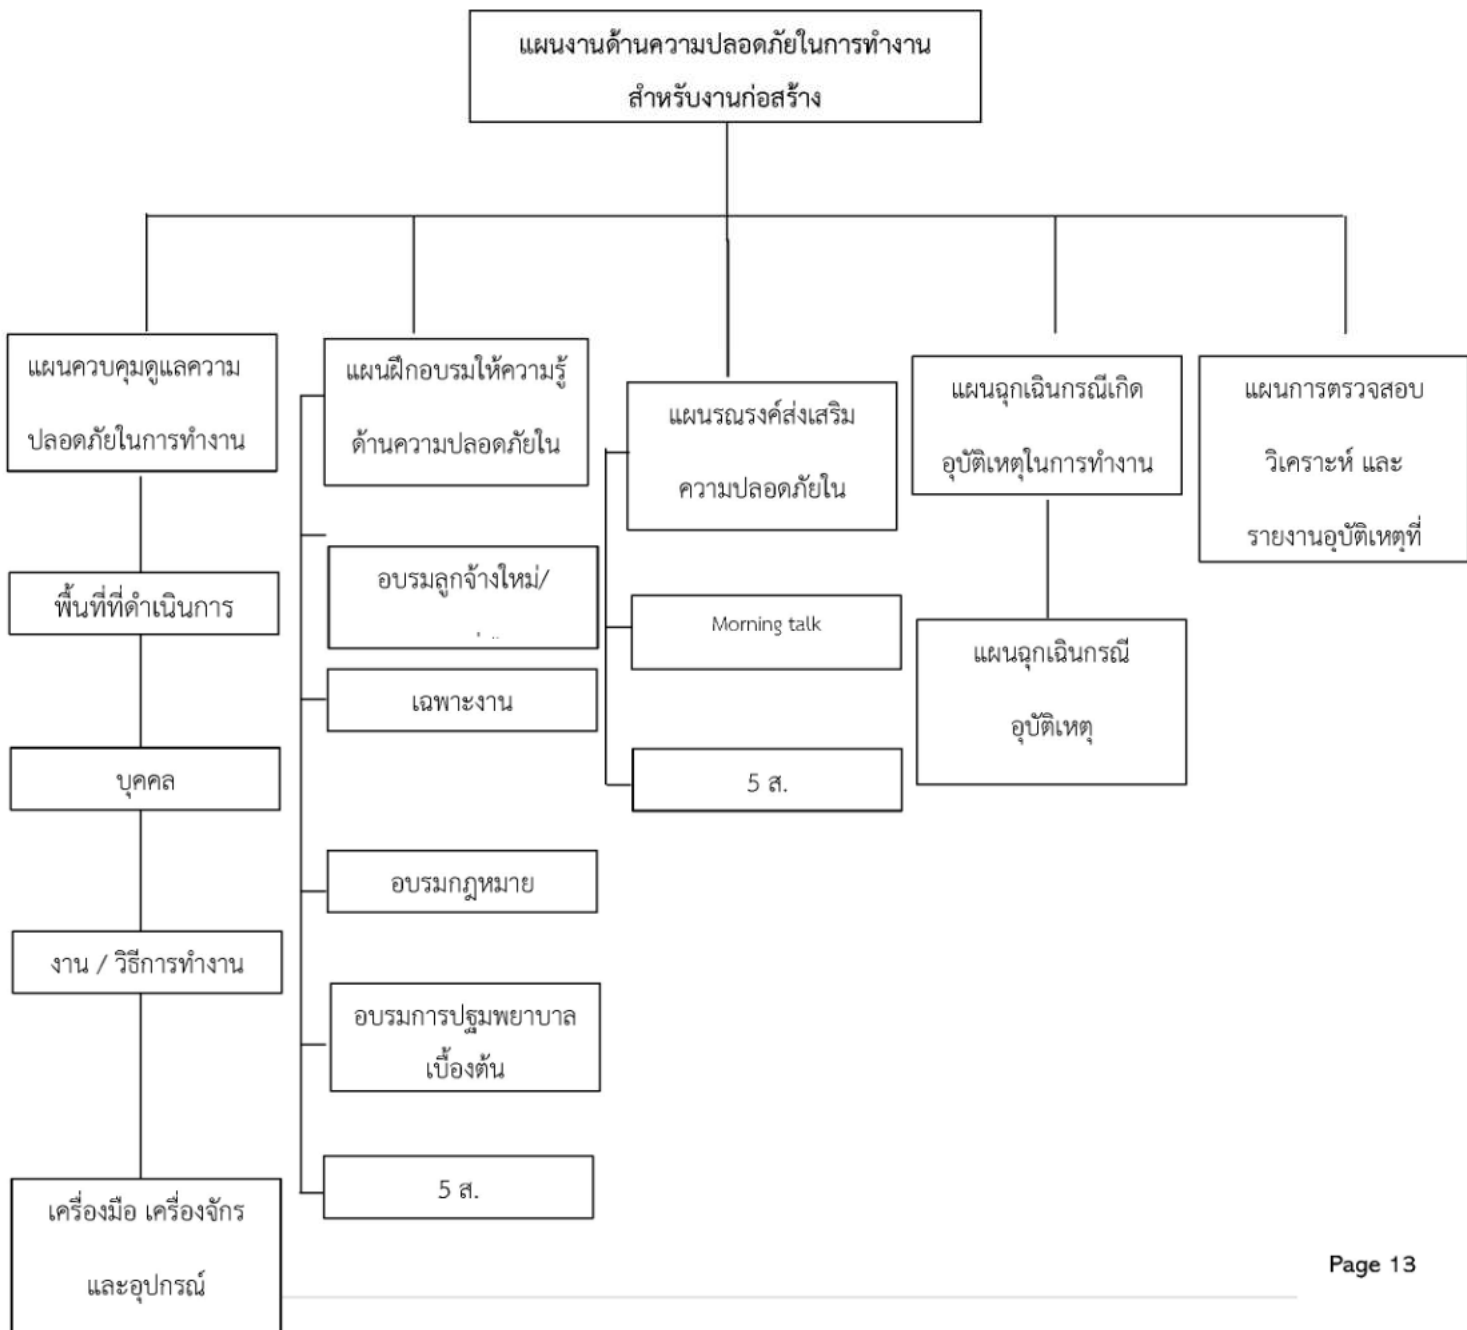 แผนงานด้านความปลอดภัยในการทำงาน
สำหรับงานก่อสร้าง
แผนควบคุมดูแลความ
ปลอดภัยในการทำงาน
พื้นที่ที่ดำเนินการ
บุคคล
งาน / วิธีการทำงาน
เครื่องมือ เครื่องจักร
และอุปกรณ์
แผนฝึกอบรมให้ความรู้
ด้านความปลอดภัยใน
อบรมลูกจ้างใหม่/
เฉพาะงาน
อบรมกฎหมาย
อบรมการปฐมพยาบาล
เบื้องต้น
5 ส.
แผนรณรงค์ส่งเสริม
ความปลอดภัยใน
Morning talk
5 ส.
แผนฉุกเฉินกรณีเกิด
อุบัติเหตุในการทำงาน
แผนฉุกเฉินกรณี
อุบัติเหตุ
แผนการตรวจสอบ
วิเคราะห์ และ
รายงานอุบัติเหตุที่
Page 13